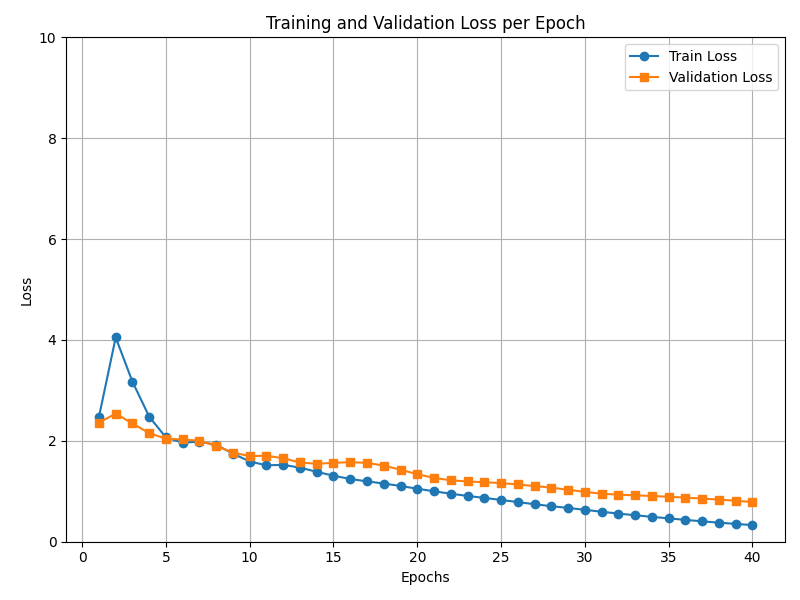 Training and Validation Loss per Epoch
Train Loss
Validation Loss
Loss
10
8
6
4
2
0
0 5 10 15 20 25 30 35 40
Epochs